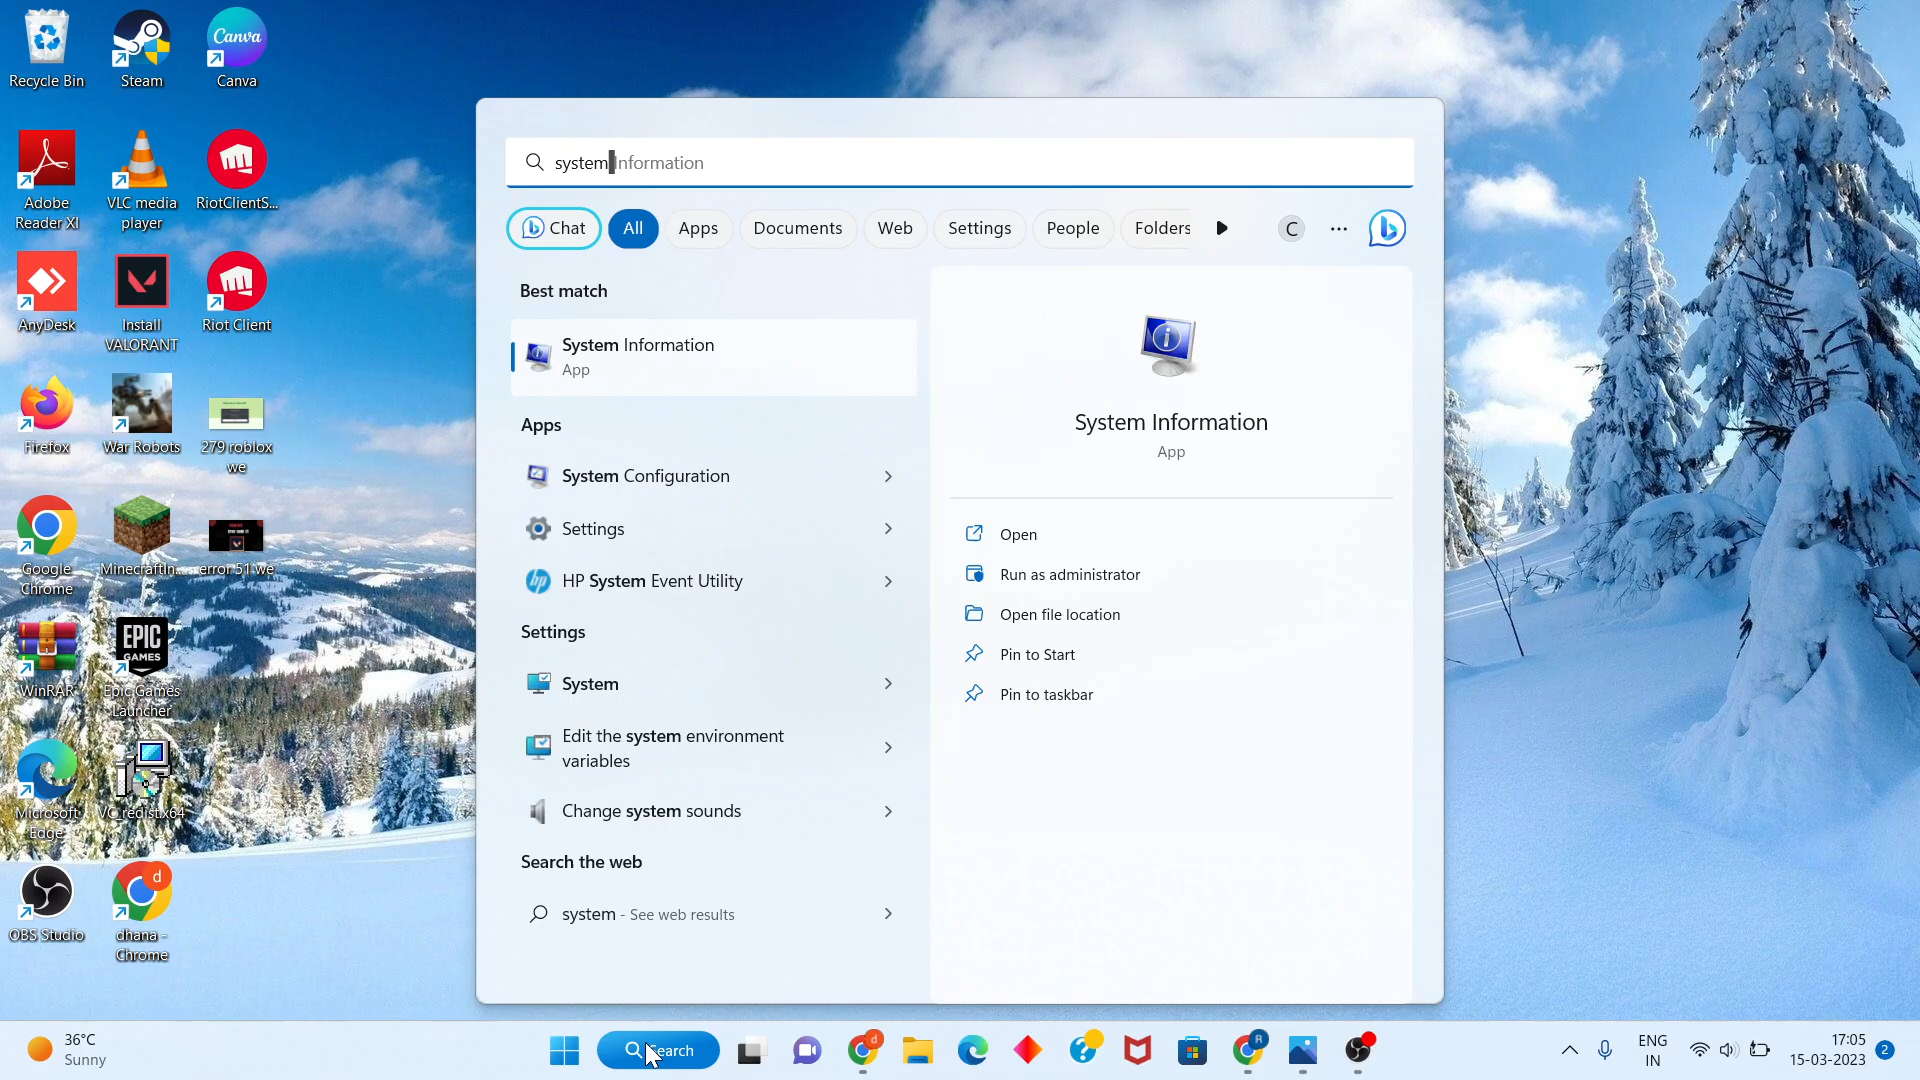 Recycle Bin
Steam
Canva
Canva
Adobe
Reader XI
VLC media
player
RiotClientS...
AnyDesk
Install
VALORANT
Riot Client
Firefox
War Robots
279 roblox
we
Google
Chrome
MinecraftIn...
error 51 we
WinRAR
EPIC
GAMES
Epic Games
Launcher
Microsoft
Edge
VC_redist.x64
OBS Studio
d
dhana -
Chrome
system Information
Chat
All
Apps
Documents
Web
Settings
People
Folders
C
Best match
System Information
App
Apps
System Configuration
Settings
hp
HP System Event Utility
Settings
System
Edit the system environment
variables
Change system sounds
Search the web
system - See web results
System Information
App
Open
Run as administrator
Open file location
Pin to Start
Pin to taskbar
36°C
Sunny
Search
d
R
ENG
IN
17:05
15-03-2023
2